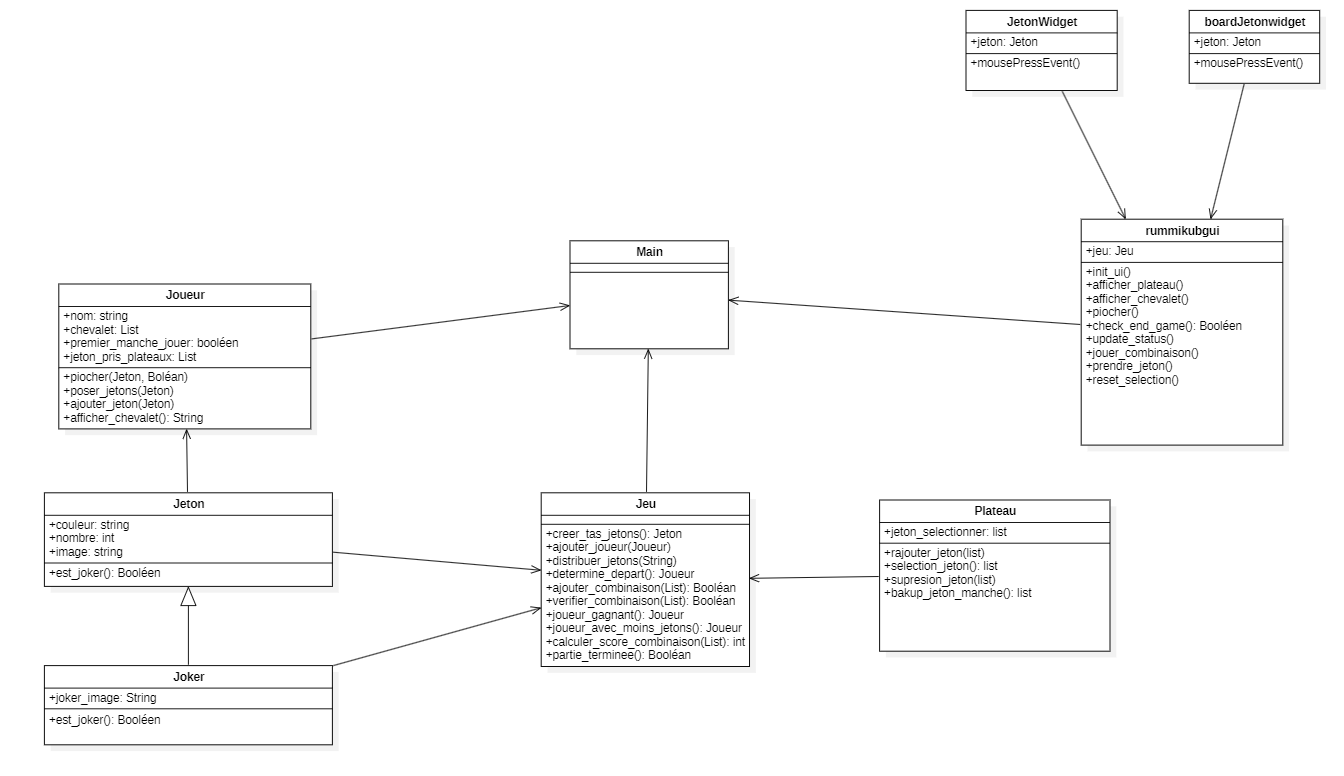 JetonWidget
+jeton: Jeton
+mousePressEvent()
boardJetonwidget
+jeton: Jeton
+mousePressEvent()
rummikubgui
+jeu: Jeu
+init_ui()
+afficher_plateau()
+afficher_chevalet()
+piocher()
+check_end_game(): Booléen
+update_status()
+jouer_combinaison()
+prendre_jeton()
+reset_selection()
Main
Joueur
+nom: string
+chevalet: List
+premier_manche_jouer: booléen
+jeton_pris_plateaux: List
+piocher(Jeton, Boléan)
+poser_jetons(Jeton)
+ajouter_jeton(Jeton)
+afficher_chevalet(): String
Jeton
+couleur: string
+nombre: int
+image: string
+est_joker(): Booléen
Jeu
+creer_tas_jetons(): Jeton
+ajouter_joueur(Joueur)
+distribuer_jetons(String)
+determine_depart(): Joueur
+ajouter_combinaison(List): Booléan
+verifier_combinaison(List): Booléan
+joueur_gagnant(): Joueur
+joueur_avec_moins_jetons(): Joueur
+calculer_score_combinaison(List): int
+partie_terminee(): Booléan
Plateau
+jeton_selectionner: list
+rajouter_jeton(list)
+selection_jeton(): list
+supresion_jeton(list)
+bakup_jeton_manche(): list
Joker
+joker_image: String
+est_joker(): Booléen